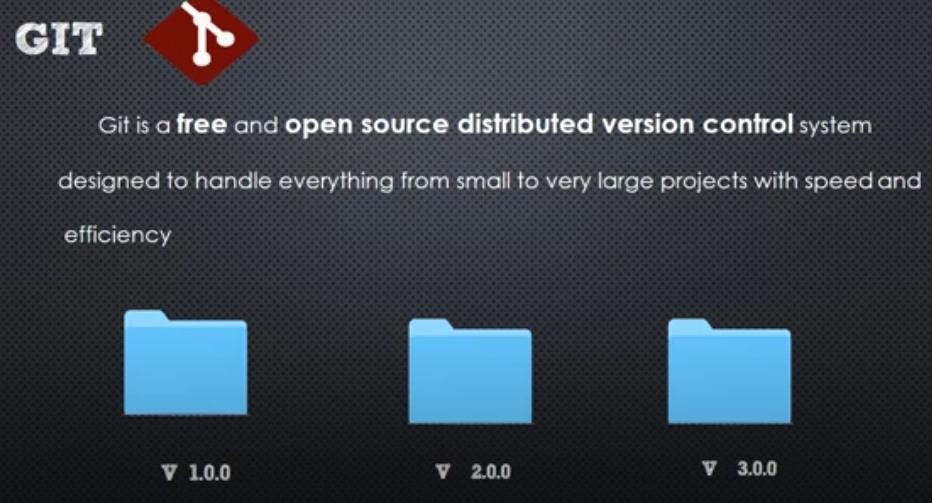 GIT
Git is a free and open source distributed version control system
designed to handle everything from small to very large projects with speed and
efficiency
V 1.0.0
V 2.0.0
V 3.0.0